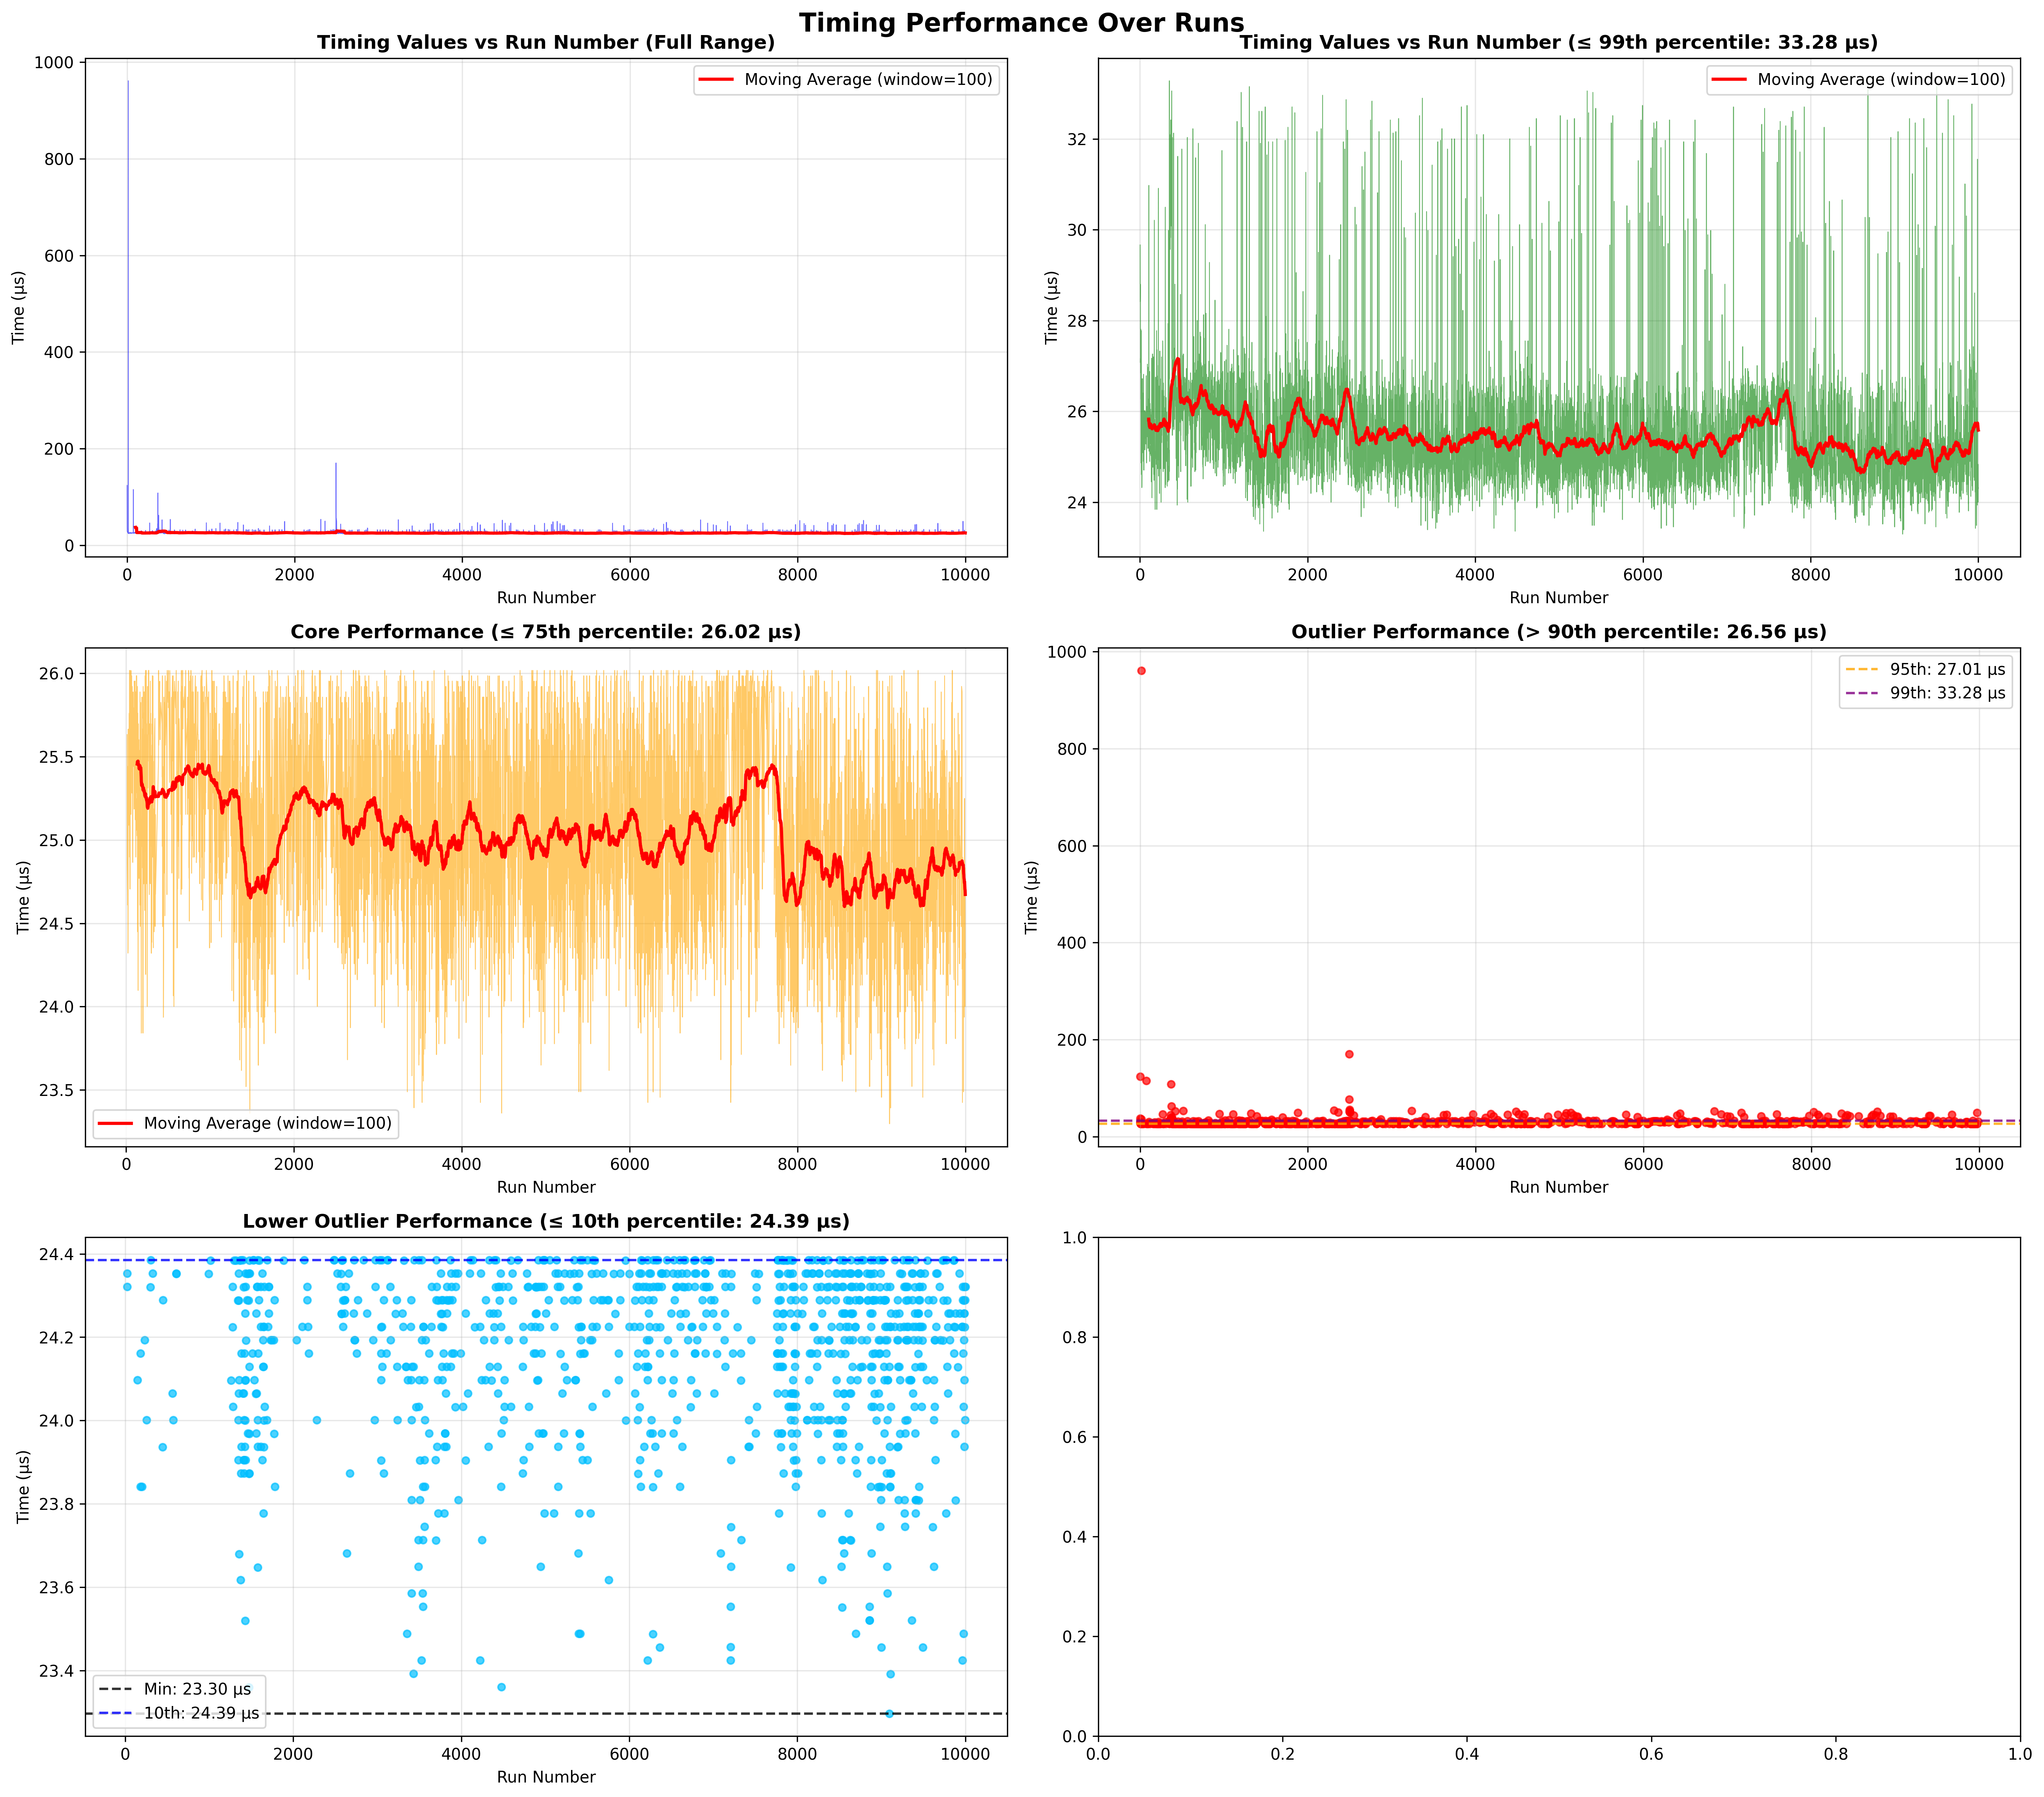 Timing Performance Over Runs
Timing Values vs Run Number (Full Range)
1000
800
600
400
200
0
Time (µs)
Moving Average (window=100)
0 2000 4000 6000 8000 10000
Run Number
Timing Values vs Run Number (≤ 99th percentile: 33.28 µs)
32
30
28
26
24
Time (µs)
Moving Average (window=100)
0 2000 4000 6000 8000 10000
Run Number
Core Performance (≤ 75th percentile: 26.02 µs)
26.0
25.5
25.0
24.5
24.0
23.5
Time (µs)
Moving Average (window=100)
0 2000 4000 6000 8000 10000
Run Number
Outlier Performance (> 90th percentile: 26.56 µs)
1000
800
600
400
200
0
Time (µs)
95th: 27.01 µs
99th: 33.28 µs
0 2000 4000 6000 8000 10000
Run Number
Lower Outlier Performance (≤ 10th percentile: 24.39 µs)
24.4
24.2
24.0
23.8
23.6
23.4
Time (µs)
Min: 23.30 µs
10th: 24.39 µs
0 2000 4000 6000 8000 10000
Run Number
1.0
0.8
0.6
0.4
0.2
0.0
0.0 0.2 0.4 0.6 0.8 1.0